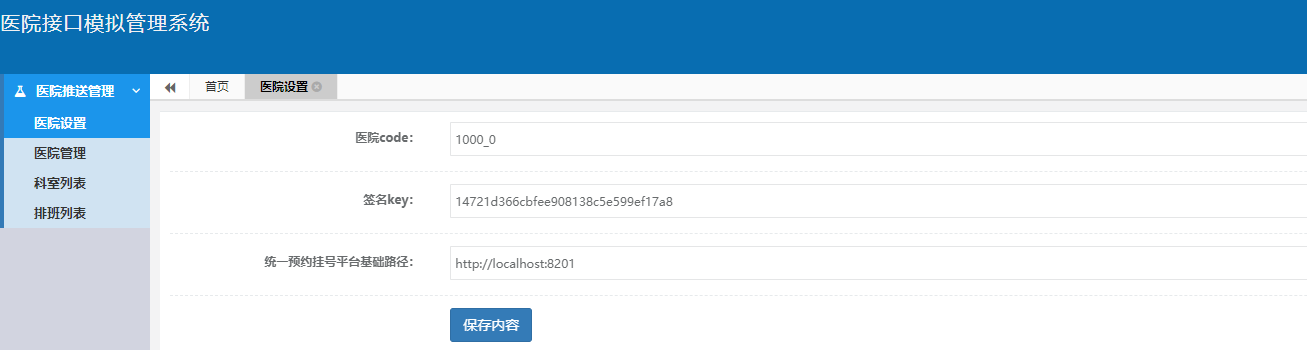 医院接口模拟管理系统
医院推送管理
医院设置
医院管理
科室列表
排班列表
首页
医院设置
医院code：
1000_0
签名key：
14721d366cbfee908138c5e599ef17a8
统一预约挂号平台基础路径：
http://localhost:8201
保存内容